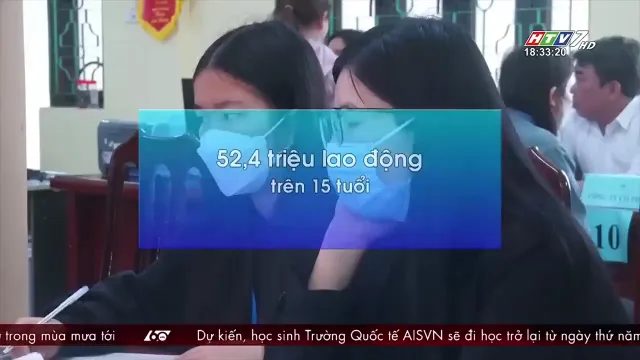 HTV7 HD
18:33:20
52,4 triệu lao động
trên 15 tuổi
10
trong mùa mưa tới 60 Dự kiến, học sinh Trường Quốc tế AISVN sẽ đi học trở lại từ ngày thứ năm